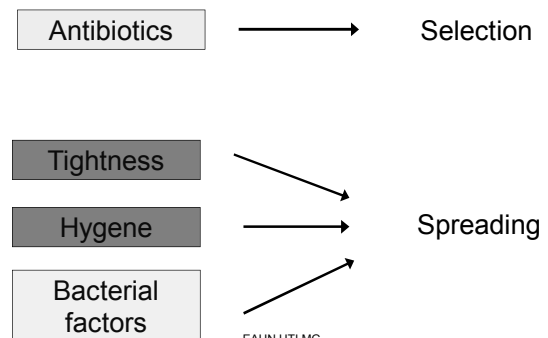 Antibiotics
Selection
Tightness
Hygene
Spreading
Bacterial
factors